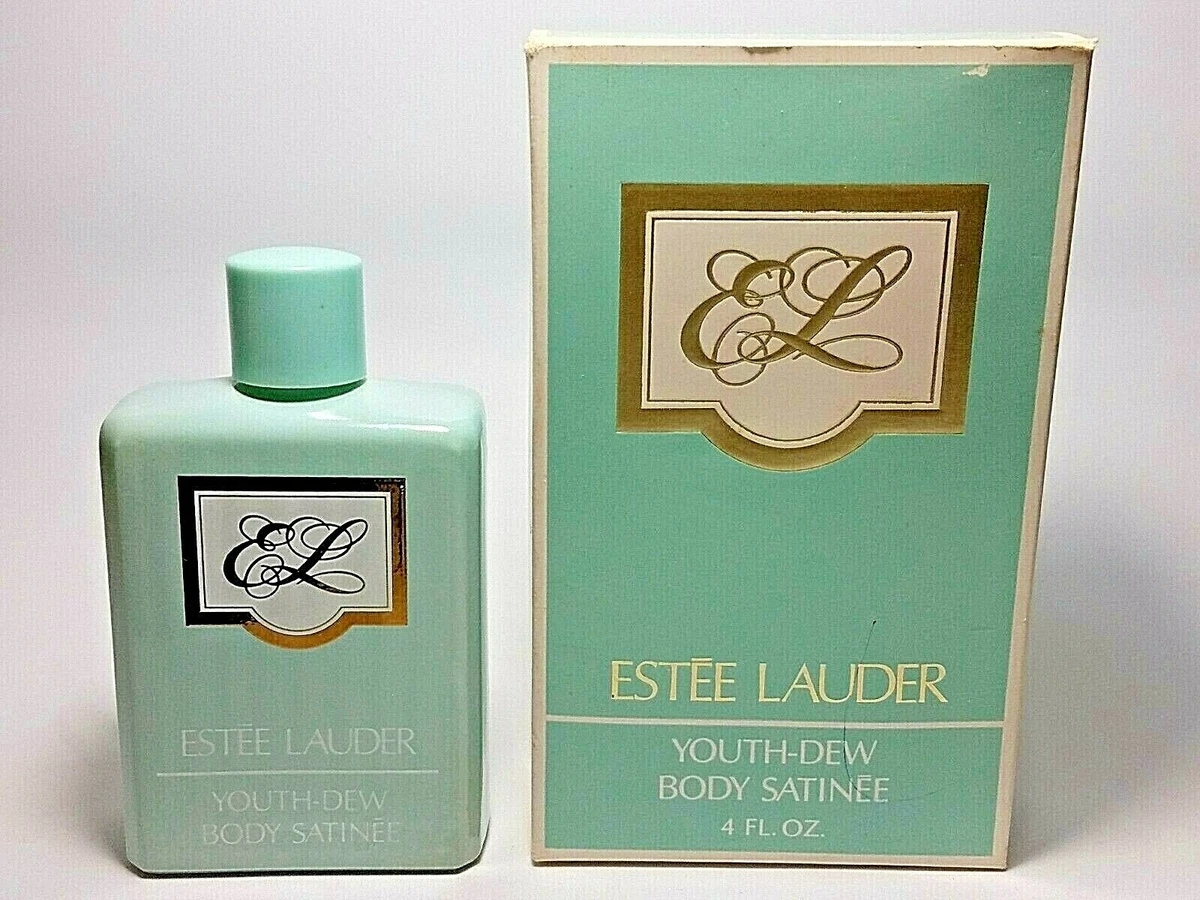 EL
ESTĒE LAUDER
YOUTH-DEW
BODY SATINĒE
EL
ESTĒE LAUDER
YOUTH-DEW
BODY SATINĒE
4 FL. OZ.